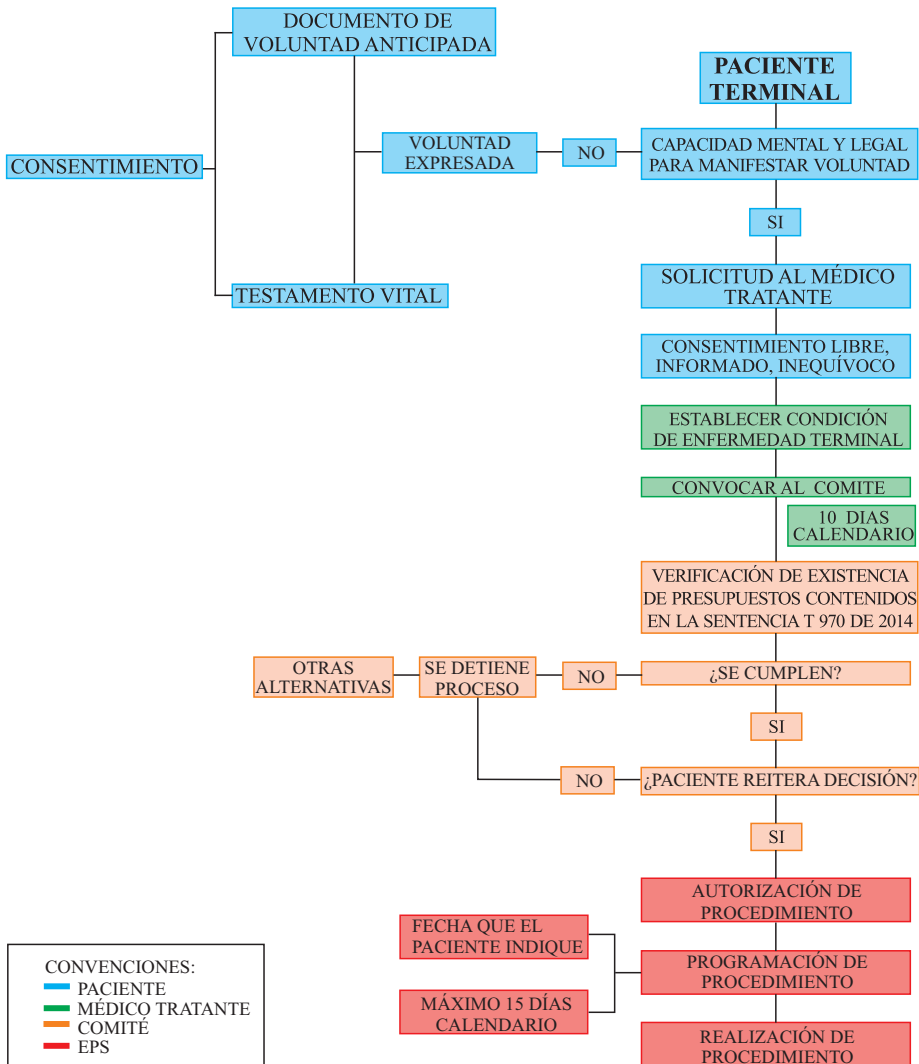 DOCUMENTO DE
VOLUNTAD ANTICIPADA
PACIENTE
TERMINAL
CONSENTIMIENTO
VOLUNTAD
EXPRESADA
NO
CAPACIDAD MENTAL Y LEGAL
PARA MANIFESTAR VOLUNTAD
SI
TESTAMENTO VITAL
SOLICITUD AL MÉDICO
TRATANTE
CONSENTIMIENTO LIBRE,
INFORMADO, INEQUÍVOCO
ESTABLECER CONDICIÓN
DE ENFERMEDAD TERMINAL
CONVOCAR AL COMITE
10 DIAS
CALENDARIO
VERIFICACIÓN DE EXISTENCIA
DE PRESUPUESTOS CONTENIDOS
EN LA SENTENCIA T 970 DE 2014
OTRAS
ALTERNATIVAS
SE DETIENE
PROCESO
NO
¿SE CUMPLEN?
SI
NO
¿PACIENTE REITERA DECISIÓN?
SI
AUTORIZACIÓN DE
PROCEDIMIENTO
FECHA QUE EL
PACIENTE INDIQUE
PROGRAMACIÓN DE
PROCEDIMIENTO
MÁXIMO 15 DÍAS
CALENDARIO
REALIZACIÓN DE
PROCEDIMIENTO
CONVENCIONES:
PACIENTE
MÉDICO TRATANTE
COMITÉ
EPS